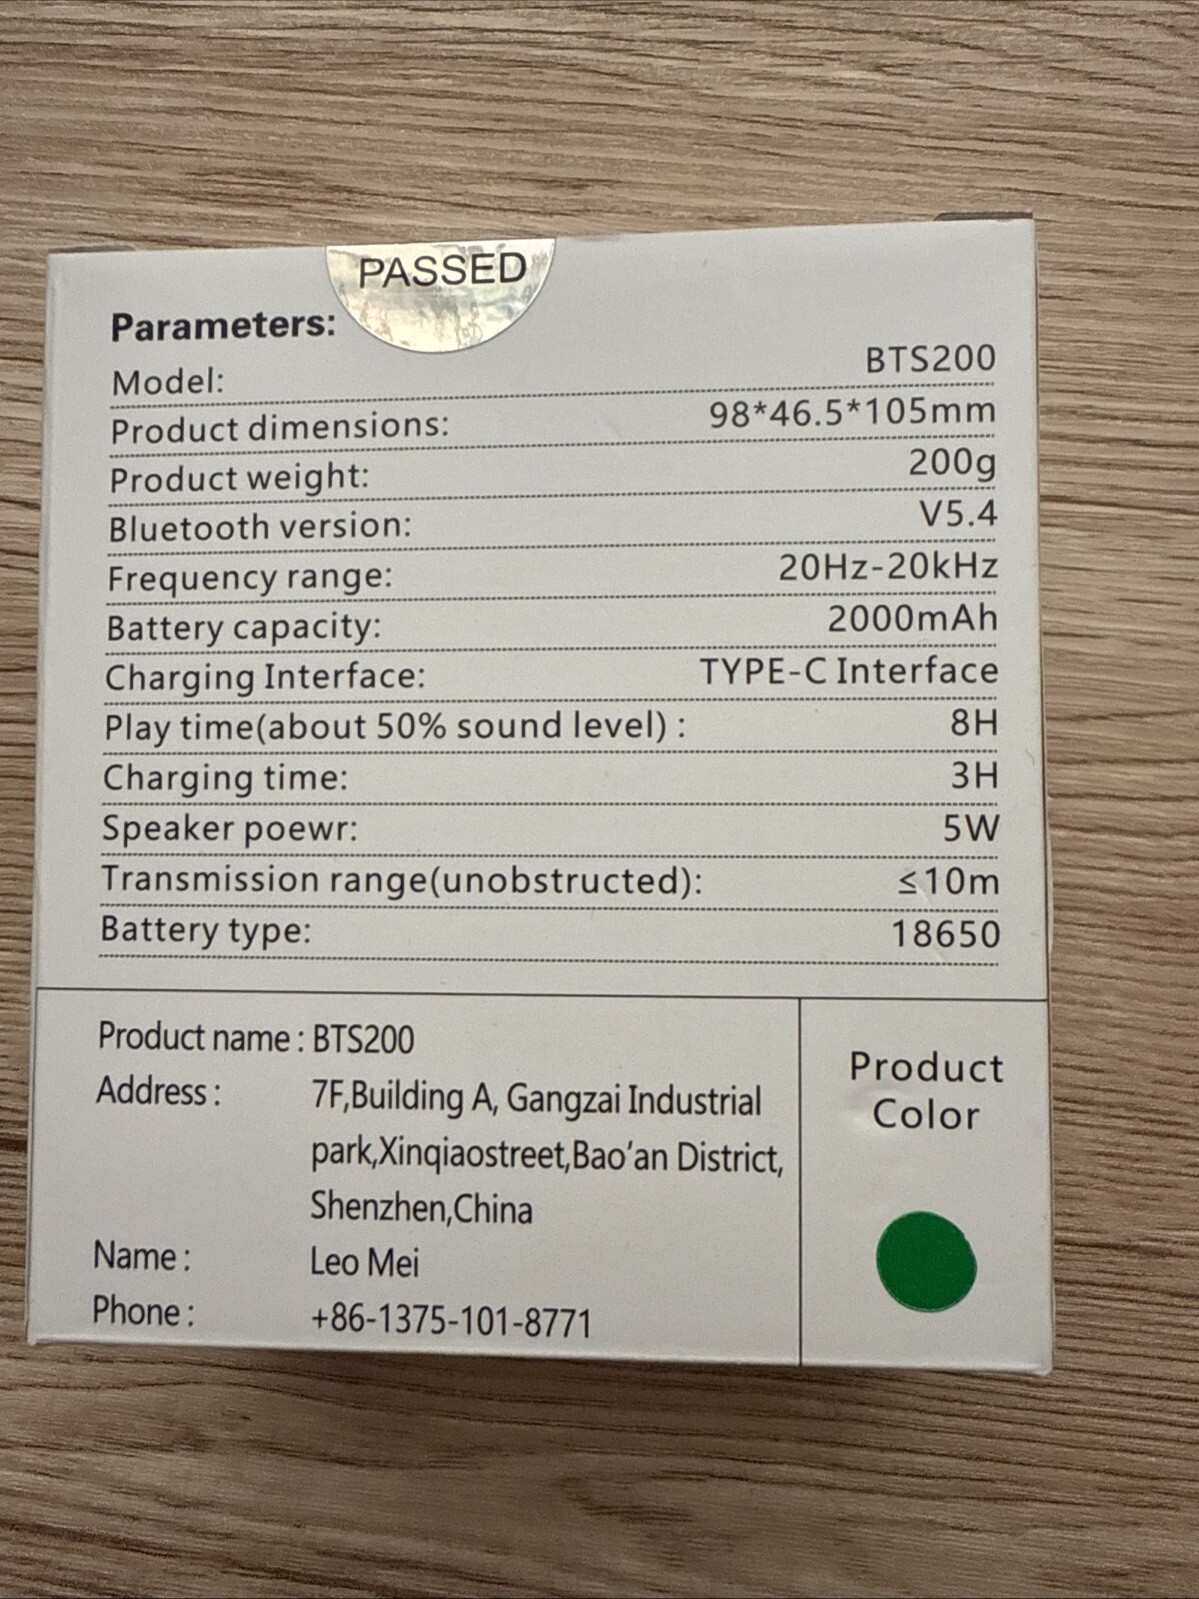 PASSED
Parameters:
Model: BTS200
Product dimensions: 98*46.5*105mm
Product weight: 200g
Bluetooth version: V5.4
Frequency range: 20Hz-20kHz
Battery capacity: 2000mAh
Charging Interface: TYPE-C Interface
Play time(about 50% sound level) : 8H
Charging time: 3H
Speaker poewr: 5W
Transmission range(unobstructed): ≤10m
Battery type: 18650
Product name : BTS200
Address : 7F,Building A, Gangzai Industrial
park,Xinqiaostreet,Bao'an District,
Shenzhen,China
Name : Leo Mei
Phone : +86-1375-101-8771
Product
Color